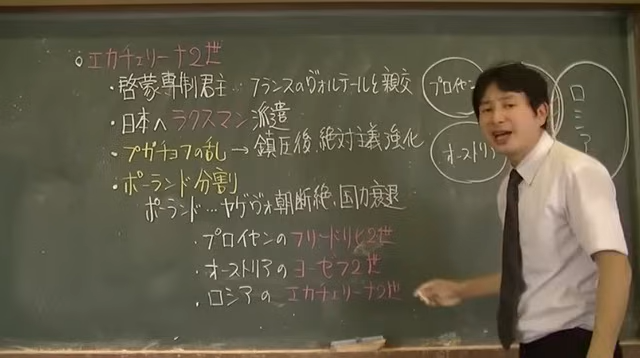 ◦エカチェリーナ2世
・啓蒙専制君主…フランスのヴォルテールと親交
・日本へラクスマン派遣
・プガチョフの乱→鎮圧後、絶対主義強化
・ポーランド分割
ポーランド…ヤゲヴォ朝断絶、国力衰退
・プロイセンのフリードリヒ2世
・オーストリアのヨーゼフ2世
・ロシアのエカチェリーナ2世
プロイセン
オーストリア
ロシア